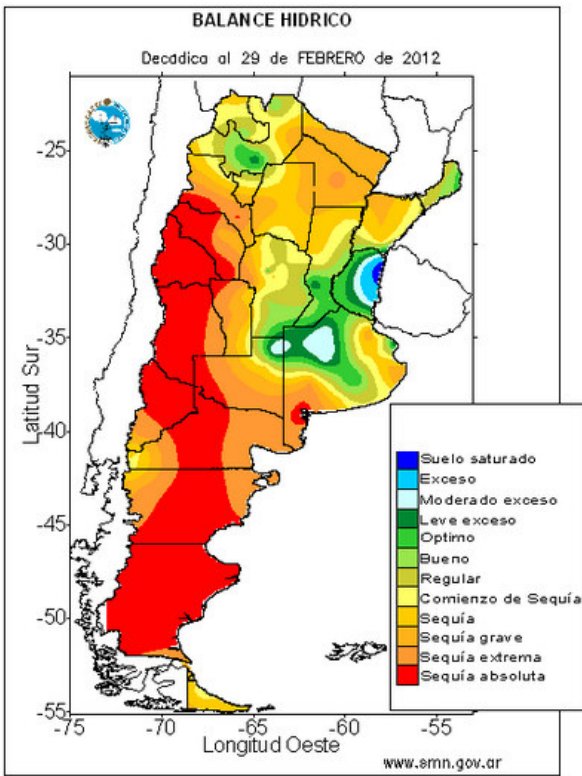 BALANCE HIDRICO
Decádica al 29 de FEBRERO de 2012
-25
-30
-35
-40
-45
-50
-55
Latitud Sur
-75
-70
-65
-60
-55
Longitud Oeste
Suelo saturado
Exceso
Moderado exceso
Leve exceso
Optimo
Bueno
Regular
Comienzo de Sequía
Sequía
Sequía grave
Sequía extrema
Sequía absoluta
www.smn.gov.ar